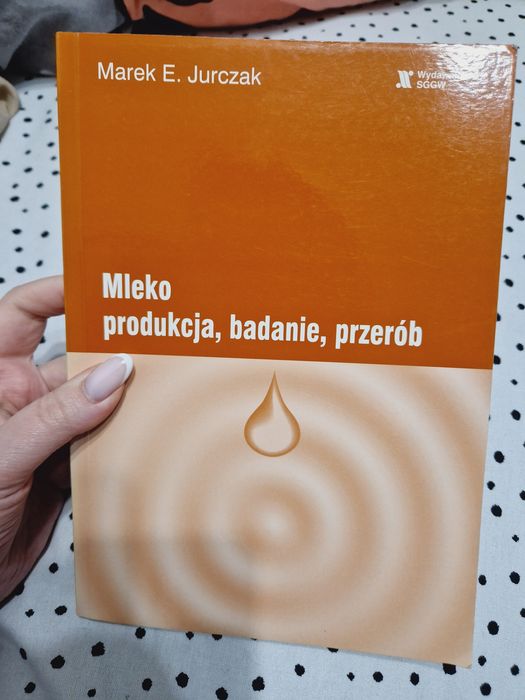 Marek E. Jurczak
SGGW
Mleko
produkcja, badanie, przerób